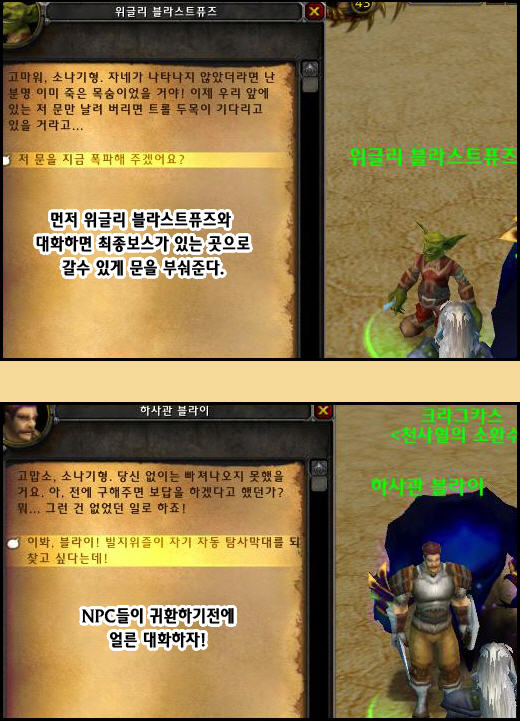 위글리 블라스트퓨즈
43
고마워, 소나기형. 자네가 나타나지 않았더라면 난
분명 이미 죽은 목숨이었을 거야! 이제 우리 앞에
있는 저 문만 날려 버리면 트롤 두목이 기다리고
있을 거라고...
저 문을 지금 폭파해 주겠어요?
위글리 블라스트퓨즈
먼저 위글리 블라스트퓨즈와
대화하면 최종보스가 있는 곳으로
갈수 있게 문을 부숴준다.
하사관 블라이
크라그카스
고맙소, 소나기형. 당신 없이는 빠져나오지 못했을
거요. 아, 전에 구해주면 보답을 하겠다고 했던가?
뭐... 그런 건 없었던 일로 하죠!
하사관 블라이
이봐, 블라이! 빌지위즐이 자기 자동 탐사막대를 되
찾고 싶다는데!
NPC들이 귀환하기전에
얼른 대화하자!